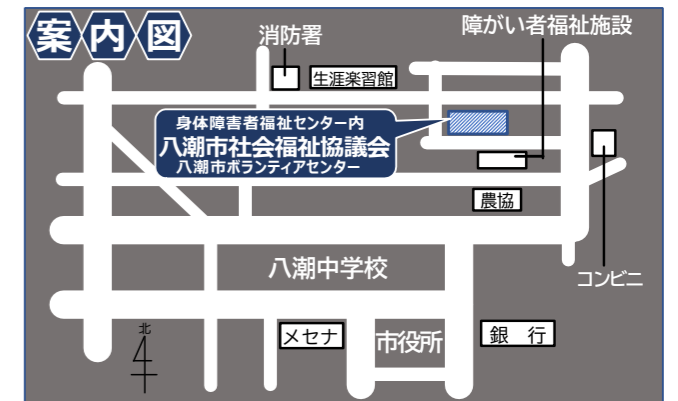 案内図
消防署
障がい者福祉施設
生涯楽習館
身体障害者福祉センター内
八潮市社会福祉協議会
八潮市ボランティアセンター
農協
コンビニ
八潮中学校
北
メセナ
市役所
銀 行